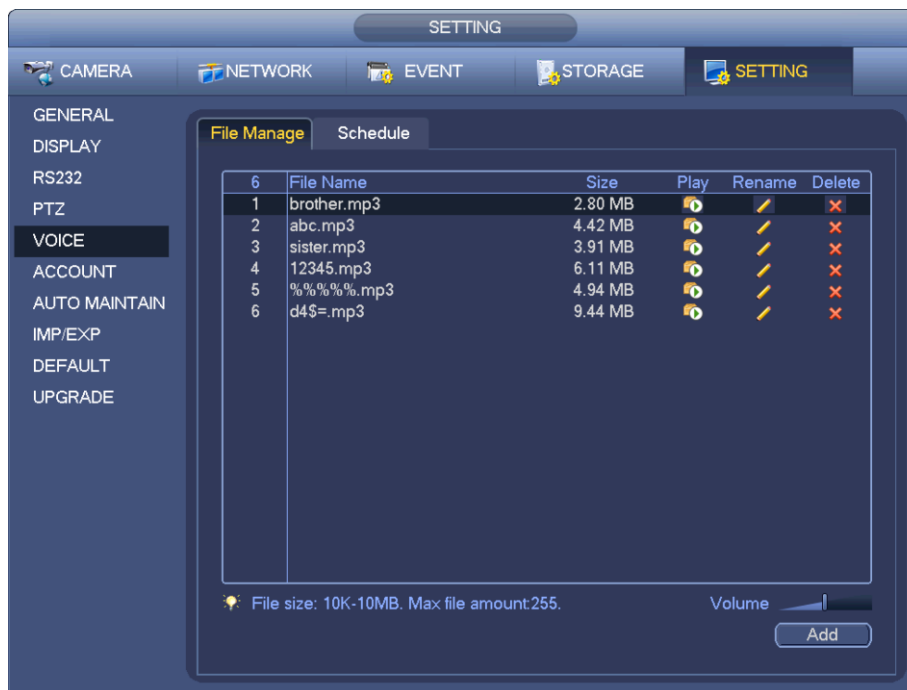 SETTING
CAMERA NETWORK EVENT STORAGE SETTING
GENERAL
DISPLAY
RS232
PTZ
VOICE
ACCOUNT
AUTO MAINTAIN
IMP/EXP
DEFAULT
UPGRADE
File Manage Schedule
6 File Name Size Play Rename Delete
1 brother.mp3 2.80 MB
2 abc.mp3 4.42 MB
3 sister.mp3 3.91 MB
4 12345.mp3 6.11 MB
5 %%%%%.mp3 4.94 MB
6 d4$=.mp3 9.44 MB
File size: 10K-10MB. Max file amount:255. Volume
Add